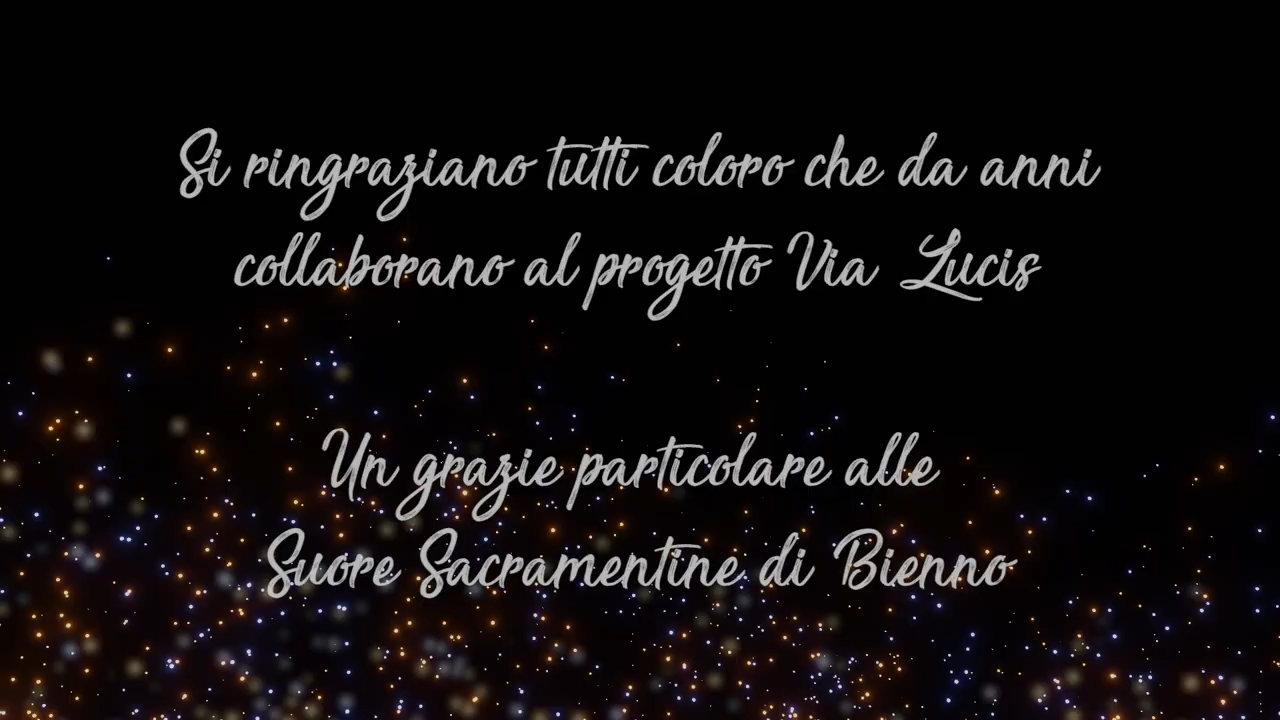 Si ringraziano tutti coloro che da anni
collaborano al progetto Via Lucis
Un grazie particolare alle
Suore Sacramentine di Bienno